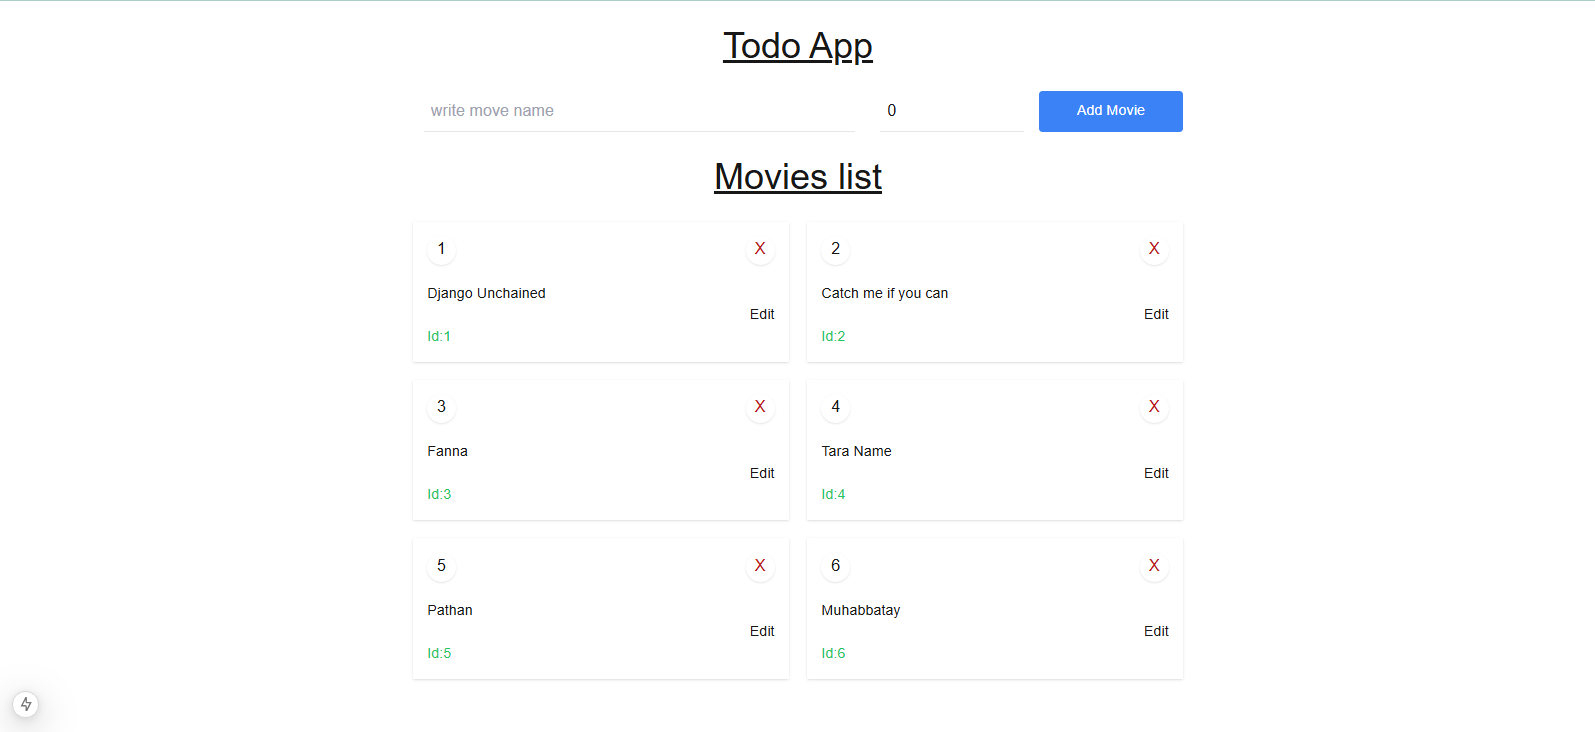 Todo App
write move name
0
Add Movie
Movies list
1
X
Django Unchained
Edit
Id:1
2
X
Catch me if you can
Edit
Id:2
3
X
Fanna
Edit
Id:3
4
X
Tara Name
Edit
Id:4
5
X
Pathan
Edit
Id:5
6
X
Muhabbatay
Edit
Id:6